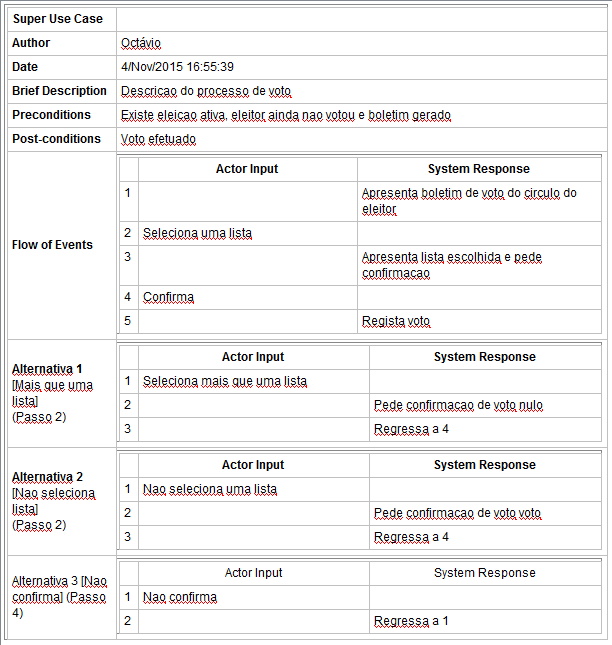 Super Use Case
Author Octávio
Date 4/Nov/2015 16:55:39
Brief Description Descricao do processo de voto
Preconditions Existe eleicao ativa, eleitor ainda nao votou e boletim gerado
Post-conditions Voto efetuado
Flow of Events
Actor Input System Response
1 Apresenta boletim de voto do circulo do
eleitor
2 Seleciona uma lista
3 Apresenta lista escolhida e pede
confirmacao
4 Confirma
5 Regista voto
Alternativa 1
[Mais que uma
lista]
(Passo 2)
Actor Input System Response
1 Seleciona mais que uma lista
2 Pede confirmacao de voto nulo
3 Regressa a 4
Alternativa 2
[Nao seleciona
lista]
(Passo 2)
Actor Input System Response
1 Nao seleciona uma lista
2 Pede confirmacao de voto voto
3 Regressa a 4
Alternativa 3 [Nao
confirma] (Passo
4)
Actor Input System Response
1 Nao confirma
2 Regressa a 1